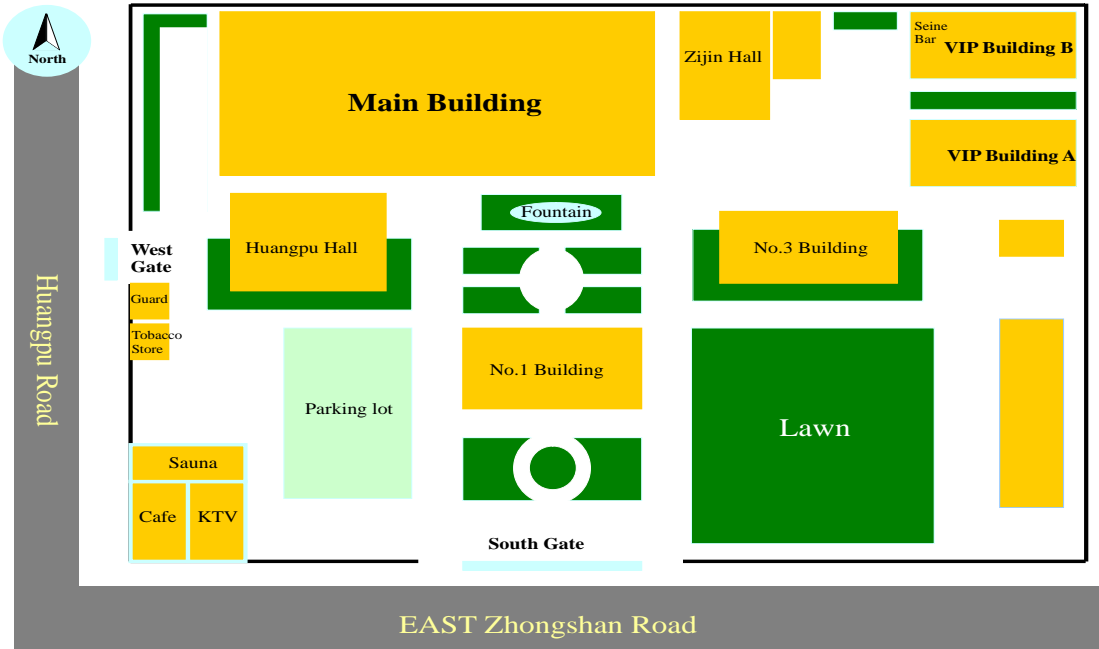 North
Main Building
Zijin Hall
Seine
Bar
VIP Building B
VIP Building A
Fountain
West
Gate
Huangpu Hall
No.3 Building
Guard
Tobacco
Store
Huangpu Road
No.1 Building
Parking lot
Lawn
Sauna
Cafe
KTV
South Gate
EAST Zhongshan Road